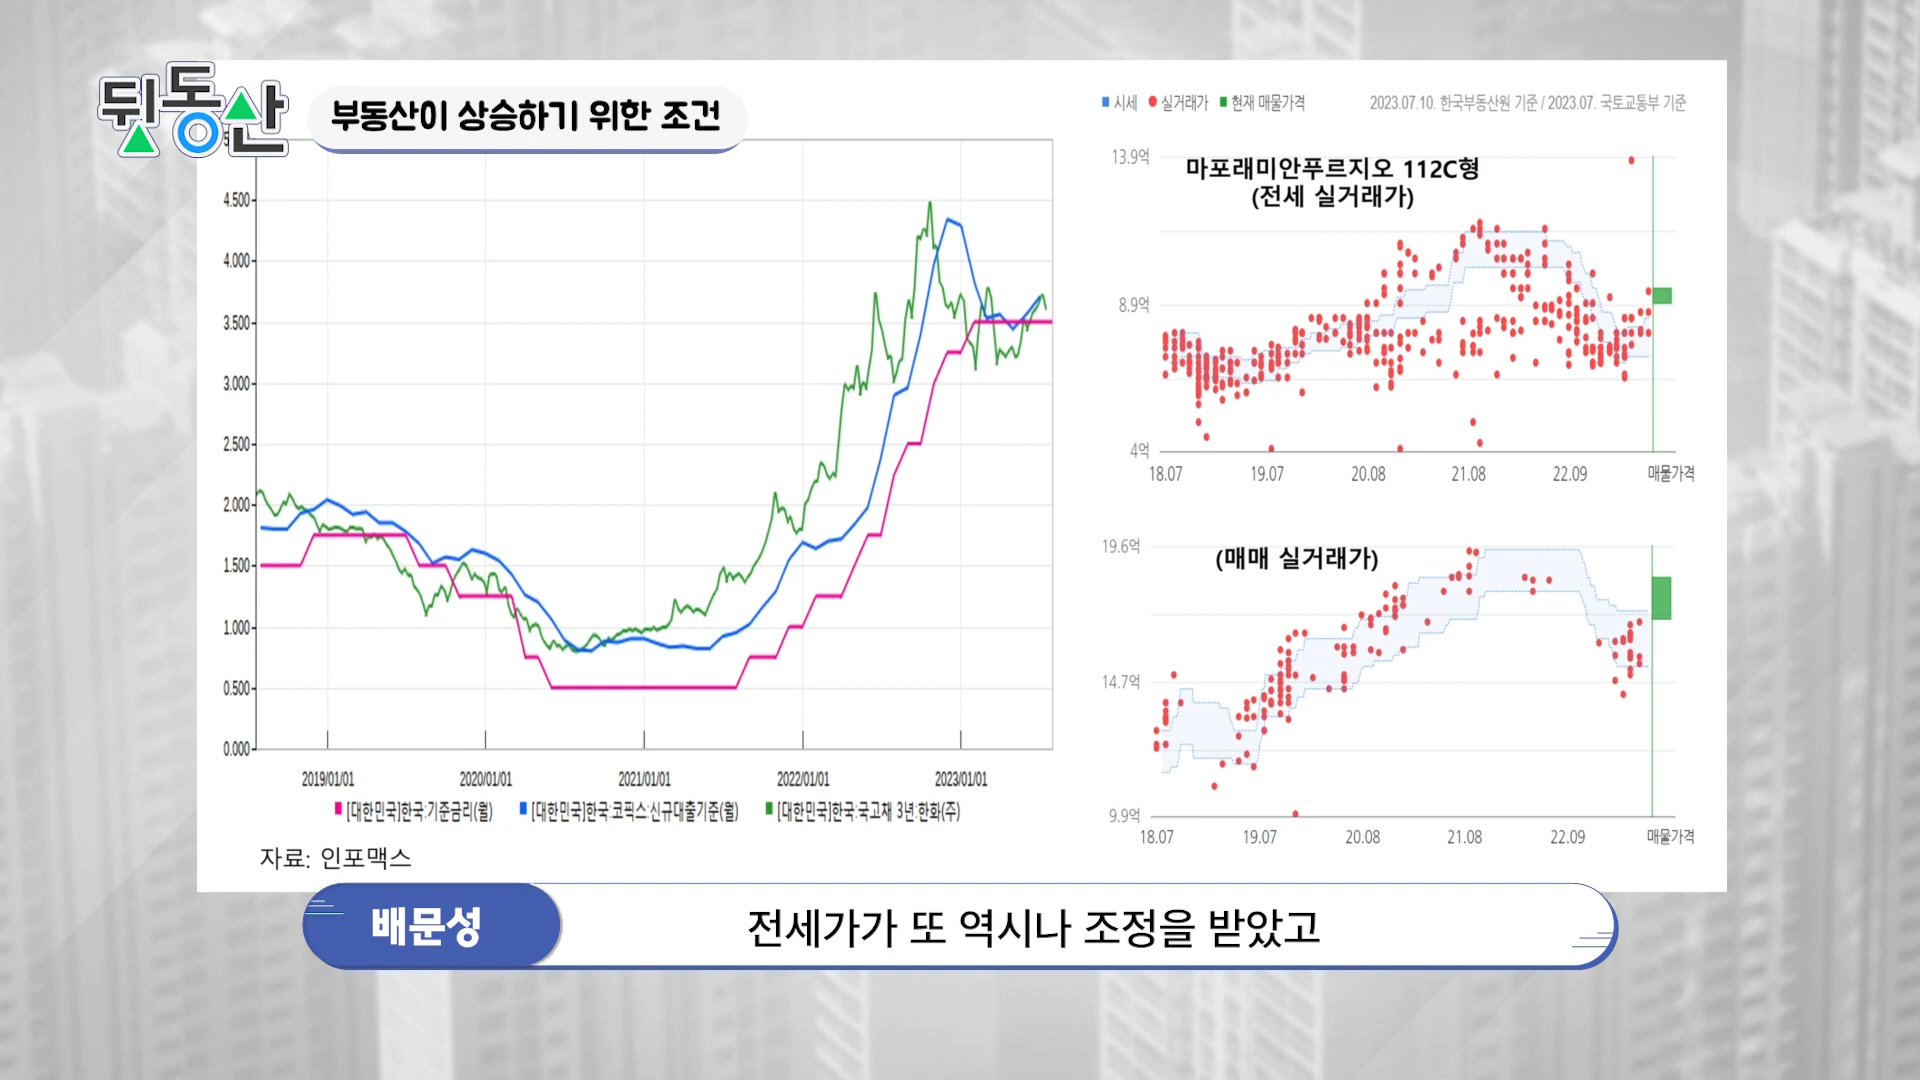 뒷동산
부동산이 상승하기 위한 조건
4.500
4.000
3.500
3.000
2.500
2.000
1.500
1.000
0.500
0.000
2019/01/01 2020/01/01 2021/01/01 2022/01/01 2023/01/01
[대한민국]한국:기준금리(월) [대한민국]한국:코픽스:신규대출기준(월) [대한민국]한국:국고채 3년:한화(주)
자료: 인포맥스
시세 실거래가 현재 매물가격 2023.07.10. 한국부동산원 기준 / 2023.07. 국토교통부 기준
마포래미안푸르지오 112C형
(전세 실거래가)
13.9억
8.9억
4억
18.07 19.07 20.08 21.08 22.09 매물가격
(매매 실거래가)
19.6억
14.7억
9.9억
18.07 19.07 20.08 21.08 22.09 매물가격
배문성 전세가가 또 역시나 조정을 받았고